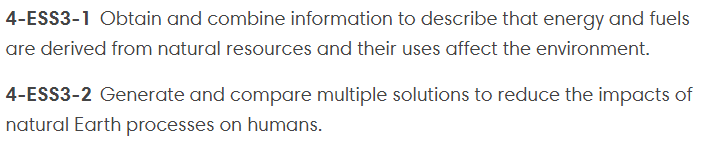 4-ESS3-1 Obtain and combine information to describe that energy and fuels
are derived from natural resources and their uses affect the environment.
4-ESS3-2 Generate and compare multiple solutions to reduce the impacts of
natural Earth processes on humans.